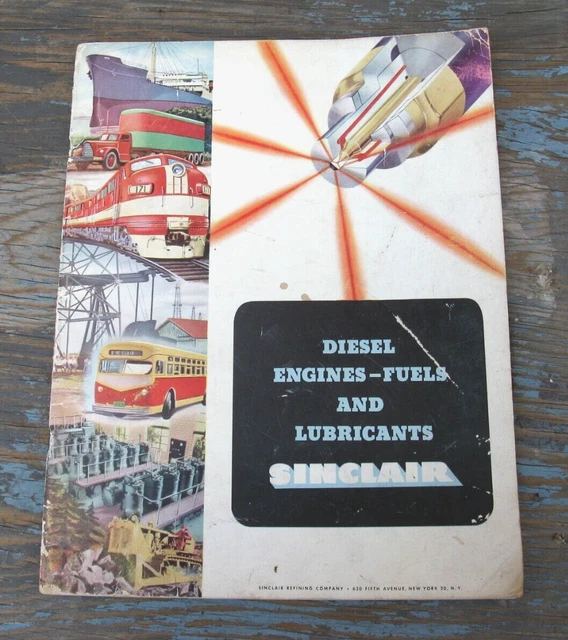 DIESEL
ENGINES—FUELS
AND
LUBRICANTS
SINCLAIR
SINCLAIR REFINING COMPANY • 630 FIFTH AVENUE, NEW YORK 20, N. Y.